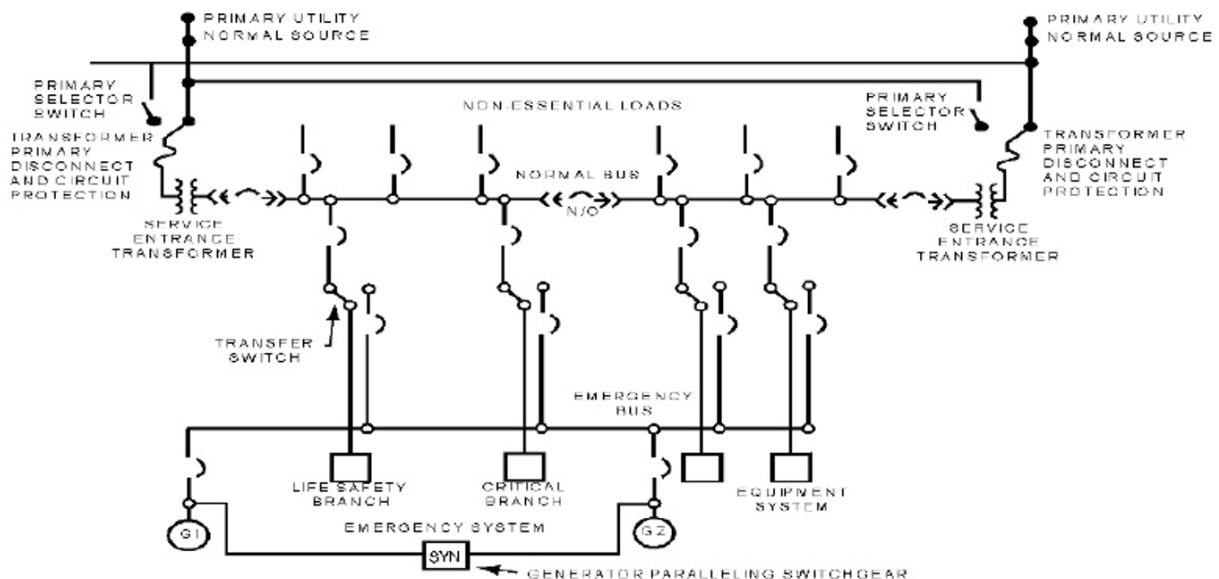 PRIMARY UTILITY
NORMAL SOURCE
PRIMARY UTILITY
NORMAL SOURCE
PRIMARY
SELECTOR
SWITCH
NON-ESSENTIAL LOADS
PRIMARY
SELECTOR
SWITCH
TRANSFORMER
PRIMARY
DISCONNECT
AND CIRCUIT
PROTECTION
TRANSFORMER
PRIMARY
DISCONNECT
AND CIRCUIT
PROTECTION
NORMAL BUS
N/O
SERVICE
ENTRANCE
TRANSFORMER
SERVICE
ENTRANCE
TRANSFORMER
TRANSFER
SWITCH
EMERGENCY
BUS
LIFE SAFETY
BRANCH
CRITICAL
BRANCH
EQUIPMENT
SYSTEM
G1
EMERGENCY SYSTEM
G2
SYN
GENERATOR PARALLELING SWITCHGEAR